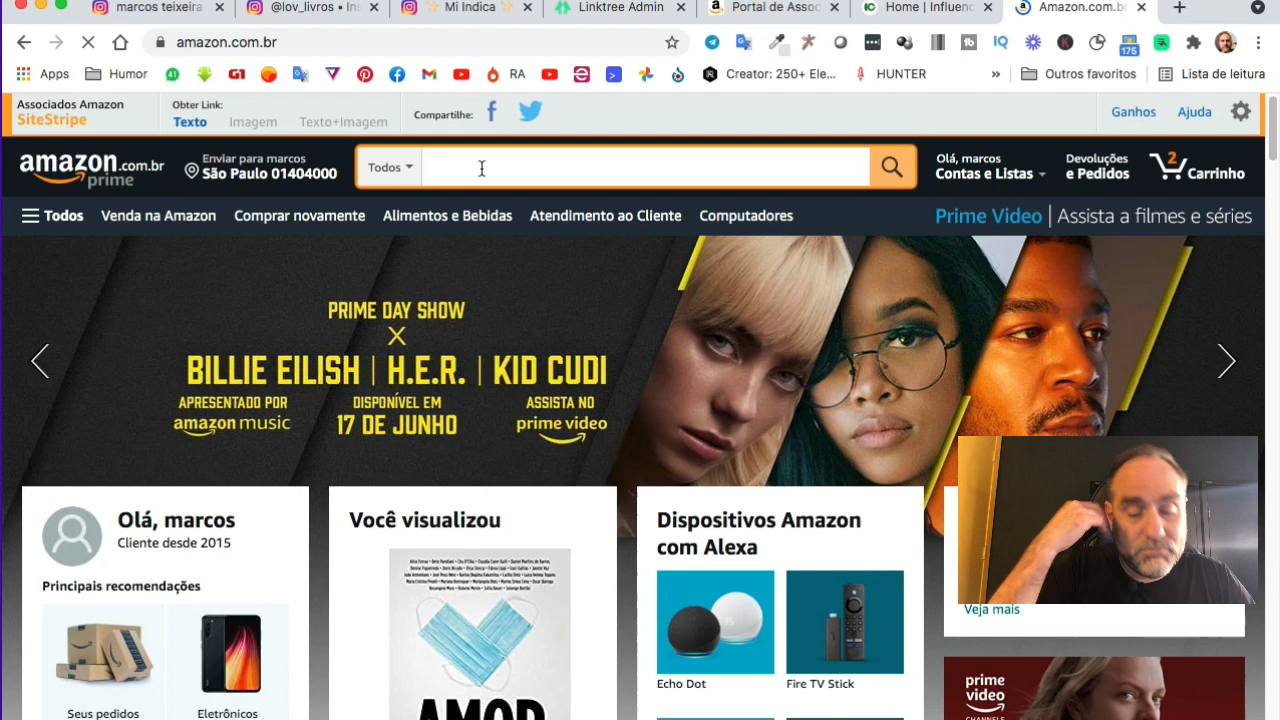 marcos teixeira
@lov_livros • Ins
Mi Indica
Linktree Admin
Portal de Assoc
Home | Influenc
Amazon.com.b
amazon.com.br
175
Apps
Humor
G1
RA
Creator: 250+ Ele...
HUNTER
»
Outros favoritos
Lista de leitura
Associados Amazon
SiteStripe
Obter Link:
Texto
Imagem
Texto+Imagem
Compartilhe:
Ganhos
Ajuda
amazon.com.br
prime
Enviar para marcos
São Paulo 01404000
Todos
Olá, marcos
Contas e Listas
Devoluções
e Pedidos
2
Carrinho
Todos
Venda na Amazon
Comprar novamente
Alimentos e Bebidas
Atendimento ao Cliente
Computadores
Prime Video | Assista a filmes e séries
PRIME DAY SHOW
X
BILLIE EILISH | H.E.R. | KID CUDI
APRESENTADO POR
amazon music
DISPONÍVEL EM
17 DE JUNHO
ASSISTA NO
prime video
Olá, marcos
Cliente desde 2015
Principais recomendações
Seus pedidos
Eletrônicos
Você visualizou
AMOR
Dispositivos Amazon
com Alexa
Echo Dot
Fire TV Stick
Veja mais
prime
video
CHANNELS